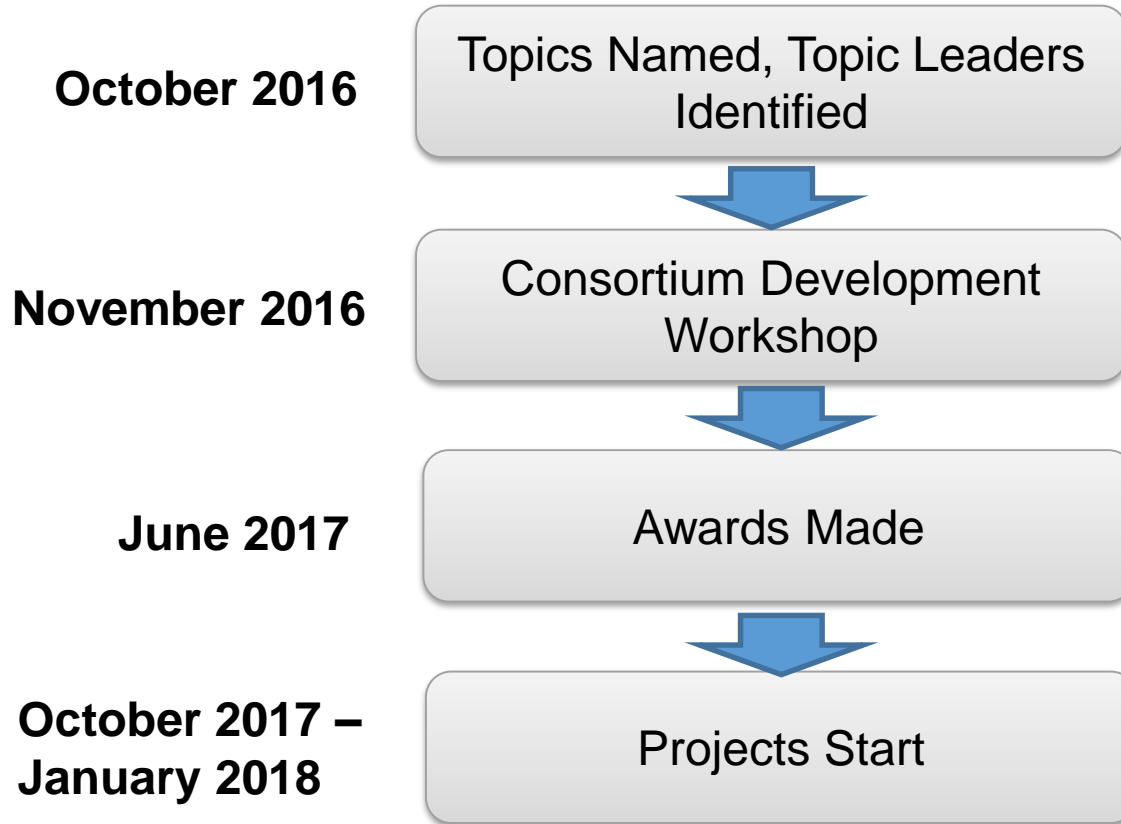 October 2016
Topics Named, Topic Leaders
Identified
November 2016
Consortium Development
Workshop
June 2017
Awards Made
October 2017 –
January 2018
Projects Start